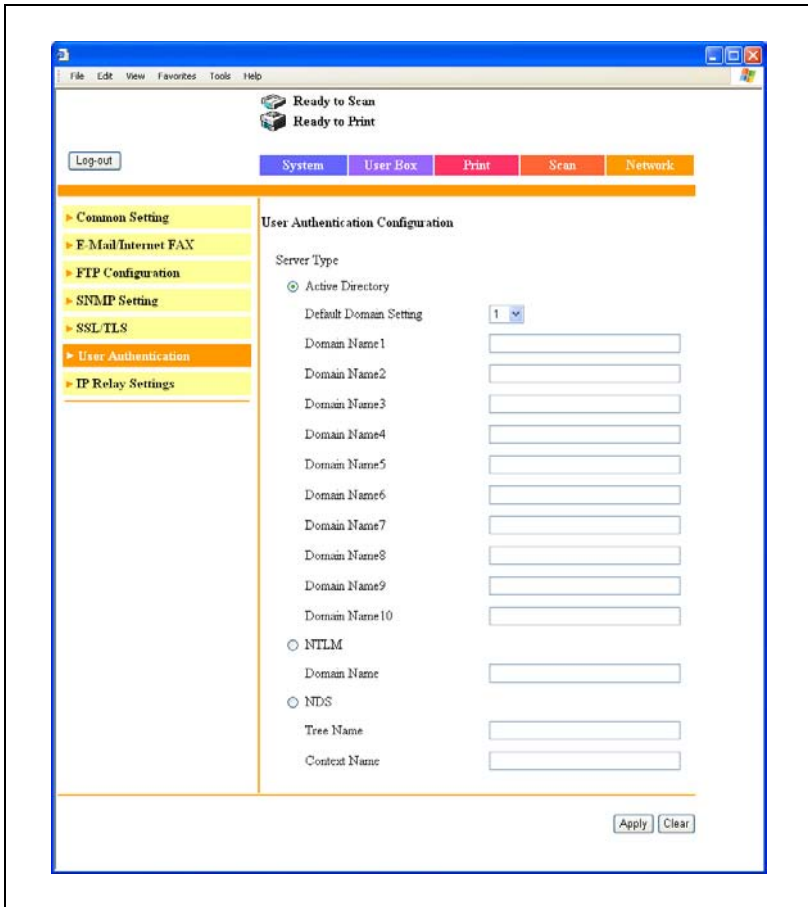 File Edit View Favorites Tools Help
Ready to Scan
Ready to Print
Log-out
System User Box Print Scan Network
Common Setting
E-Mail/Internet FAX
FTP Configuration
SNMP Setting
SSL/TLS
User Authentication
IP Relay Settings
User Authentication Configuration
Server Type
Active Directory
Default Domain Setting 1
Domain Name1
Domain Name2
Domain Name3
Domain Name4
Domain Name5
Domain Name6
Domain Name7
Domain Name8
Domain Name9
Domain Name10
NTLM
Domain Name
NDS
Tree Name
Context Name
Apply Clear